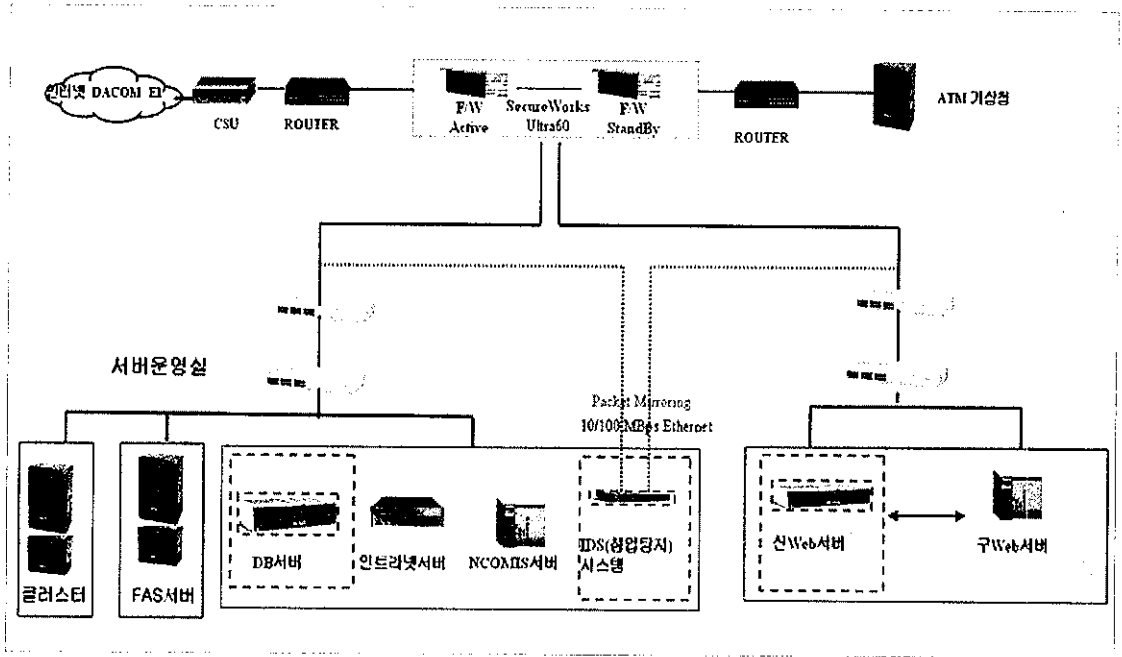 인터넷 DACOM E1
CSU
ROUTER
F/W
Active
SecureWorks
Ultra60
F/W
StandBy
ROUTER
ATM 기상청
서버운영실
Packet Mirroring
10/100 MBps Ethernet
클러스터
FAS서버
DB서버
인트라넷서버
NCOMIS서버
IDS(침입탐지)
시스템
신Web서버
구Web서버